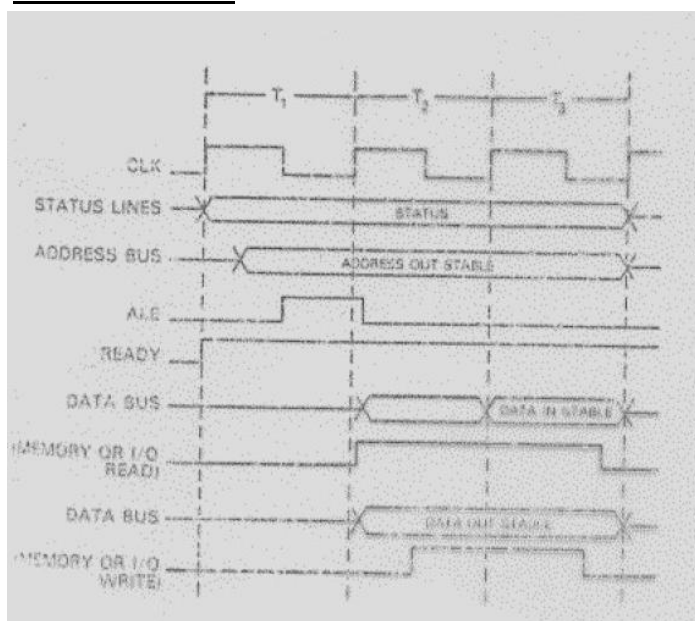 T1 T2 T3
CLK
STATUS LINES STATUS
ADDRESS BUS ADDRESS OUT STABLE
ALE
READY
DATA BUS DATA IN STABLE
(MEMORY OR I/O
READ)
DATA BUS DATA OUT STABLE
(MEMORY OR I/O
WRITE)